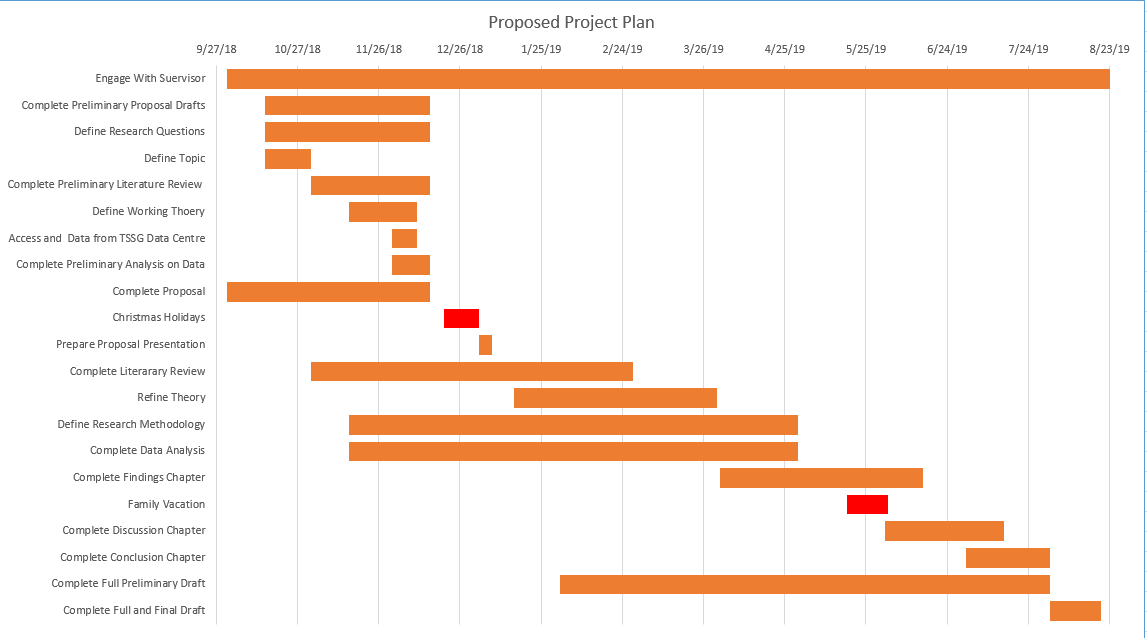 Proposed Project Plan
9/27/18 10/27/18 11/26/18 12/26/18 1/25/19 2/24/19 3/26/19 4/25/19 5/25/19 6/24/19 7/24/19 8/23/19
Engage With Suervisor
Complete Preliminary Proposal Drafts
Define Research Questions
Define Topic
Complete Preliminary Literature Review
Define Working Thoery
Access and  Data from TSSG Data Centre
Complete Preliminary Analysis on Data
Complete Proposal
Christmas Holidays
Prepare Proposal Presentation
Complete Literarary Review
Refine Theory
Define Research Methodology
Complete Data Analysis
Complete Findings Chapter
Family Vacation
Complete Discussion Chapter
Complete Conclusion Chapter
Complete Full Preliminary Draft
Complete Full and Final Draft